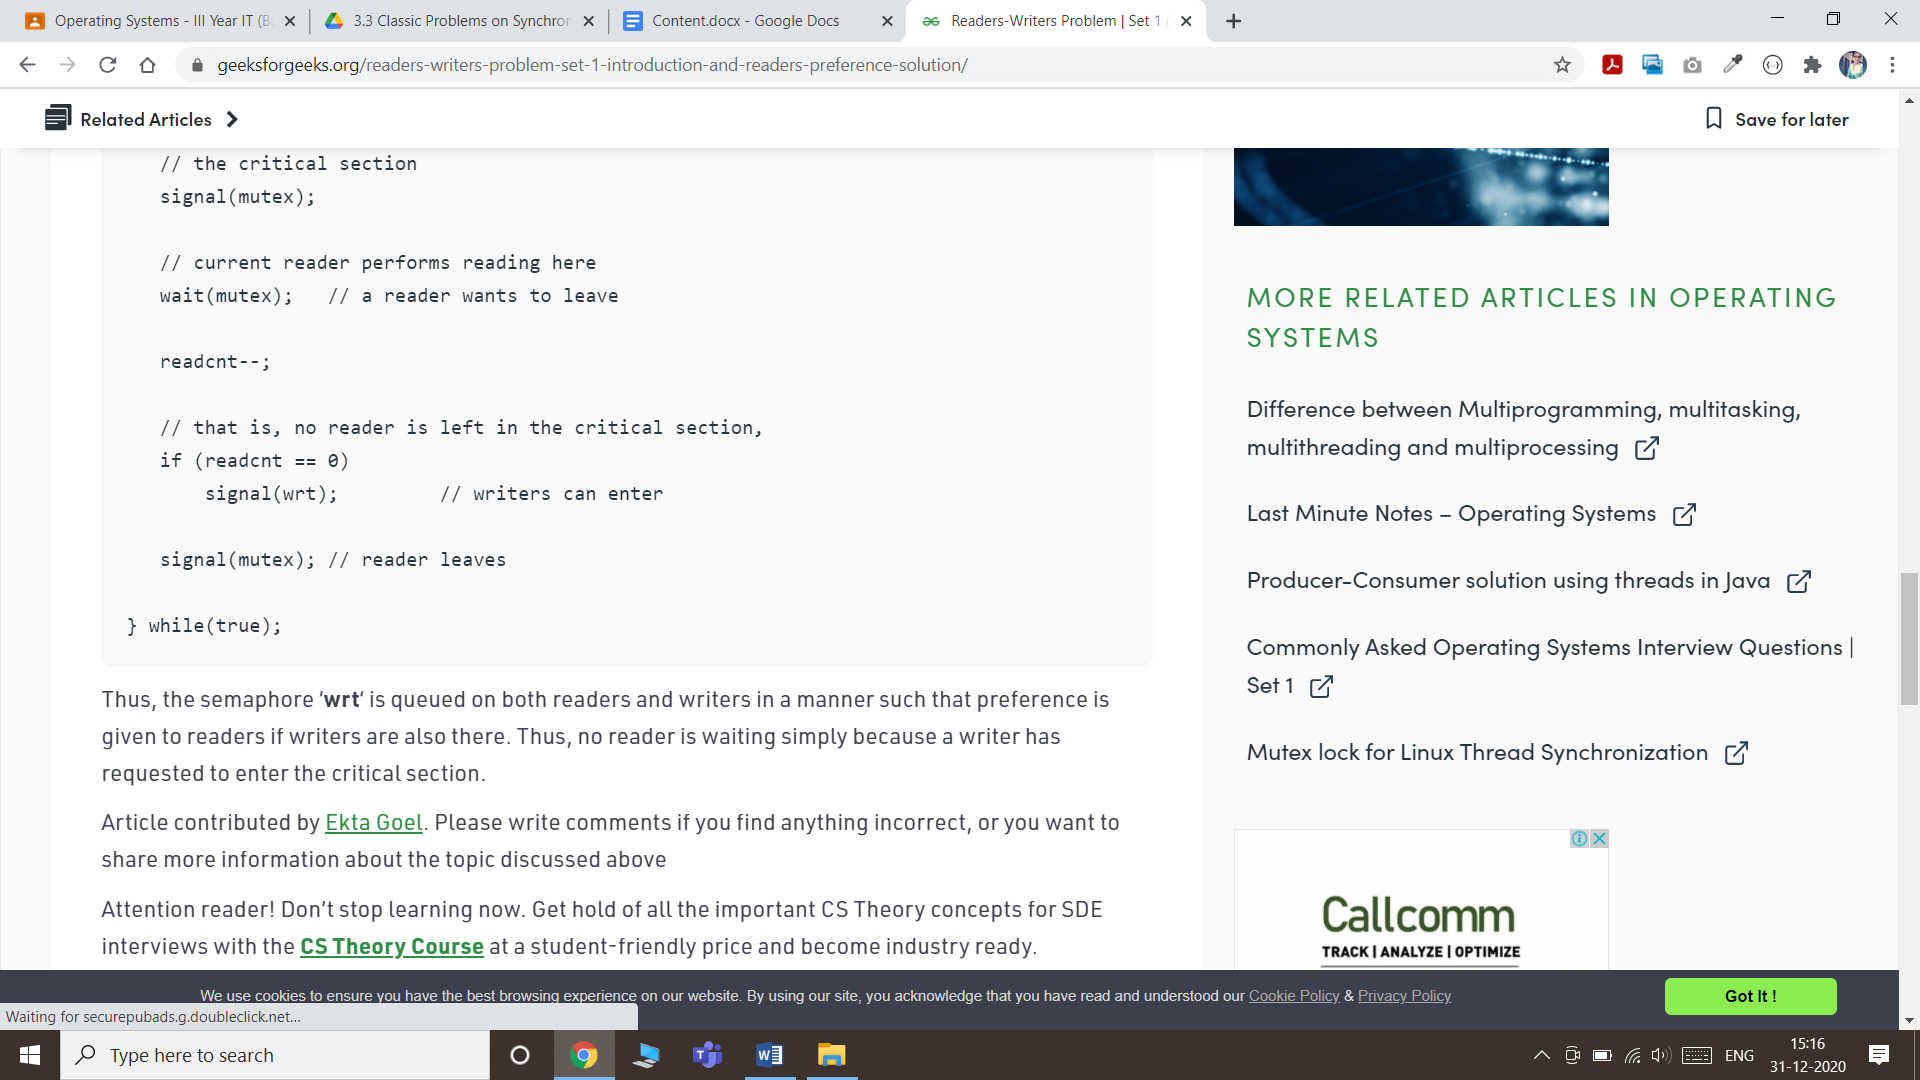 Operating Systems - III Year IT (B
3.3 Classic Problems on Synchron
Content.docx - Google Docs
Readers-Writers Problem | Set 1 (
geeksforgeeks.org/readers-writers-problem-set-1-introduction-and-readers-preference-solution/
Related Articles
Save for later
// the critical section
signal(mutex);
// current reader performs reading here
wait(mutex);   // a reader wants to leave
readcnt--;
// that is, no reader is left in the critical section,
if (readcnt == 0)
signal(wrt);         // writers can enter
signal(mutex); // reader leaves
} while(true);
Thus, the semaphore ‘wrt‘ is queued on both readers and writers in a manner such that preference is
given to readers if writers are also there. Thus, no reader is waiting simply because a writer has
requested to enter the critical section.
Article contributed by Ekta Goel. Please write comments if you find anything incorrect, or you want to
share more information about the topic discussed above
Attention reader! Don’t stop learning now. Get hold of all the important CS Theory concepts for SDE
interviews with the CS Theory Course at a student-friendly price and become industry ready.
MORE RELATED ARTICLES IN OPERATING
SYSTEMS
Difference between Multiprogramming, multitasking,
multithreading and multiprocessing
Last Minute Notes – Operating Systems
Producer-Consumer solution using threads in Java
Commonly Asked Operating Systems Interview Questions |
Set 1
Mutex lock for Linux Thread Synchronization
Callcomm
TRACK | ANALYZE | OPTIMIZE
We use cookies to ensure you have the best browsing experience on our website. By using our site, you acknowledge that you have read and understood our Cookie Policy & Privacy Policy
Got It !
Waiting for securepubads.g.doubleclick.net...
Type here to search
ENG
15:16
31-12-2020